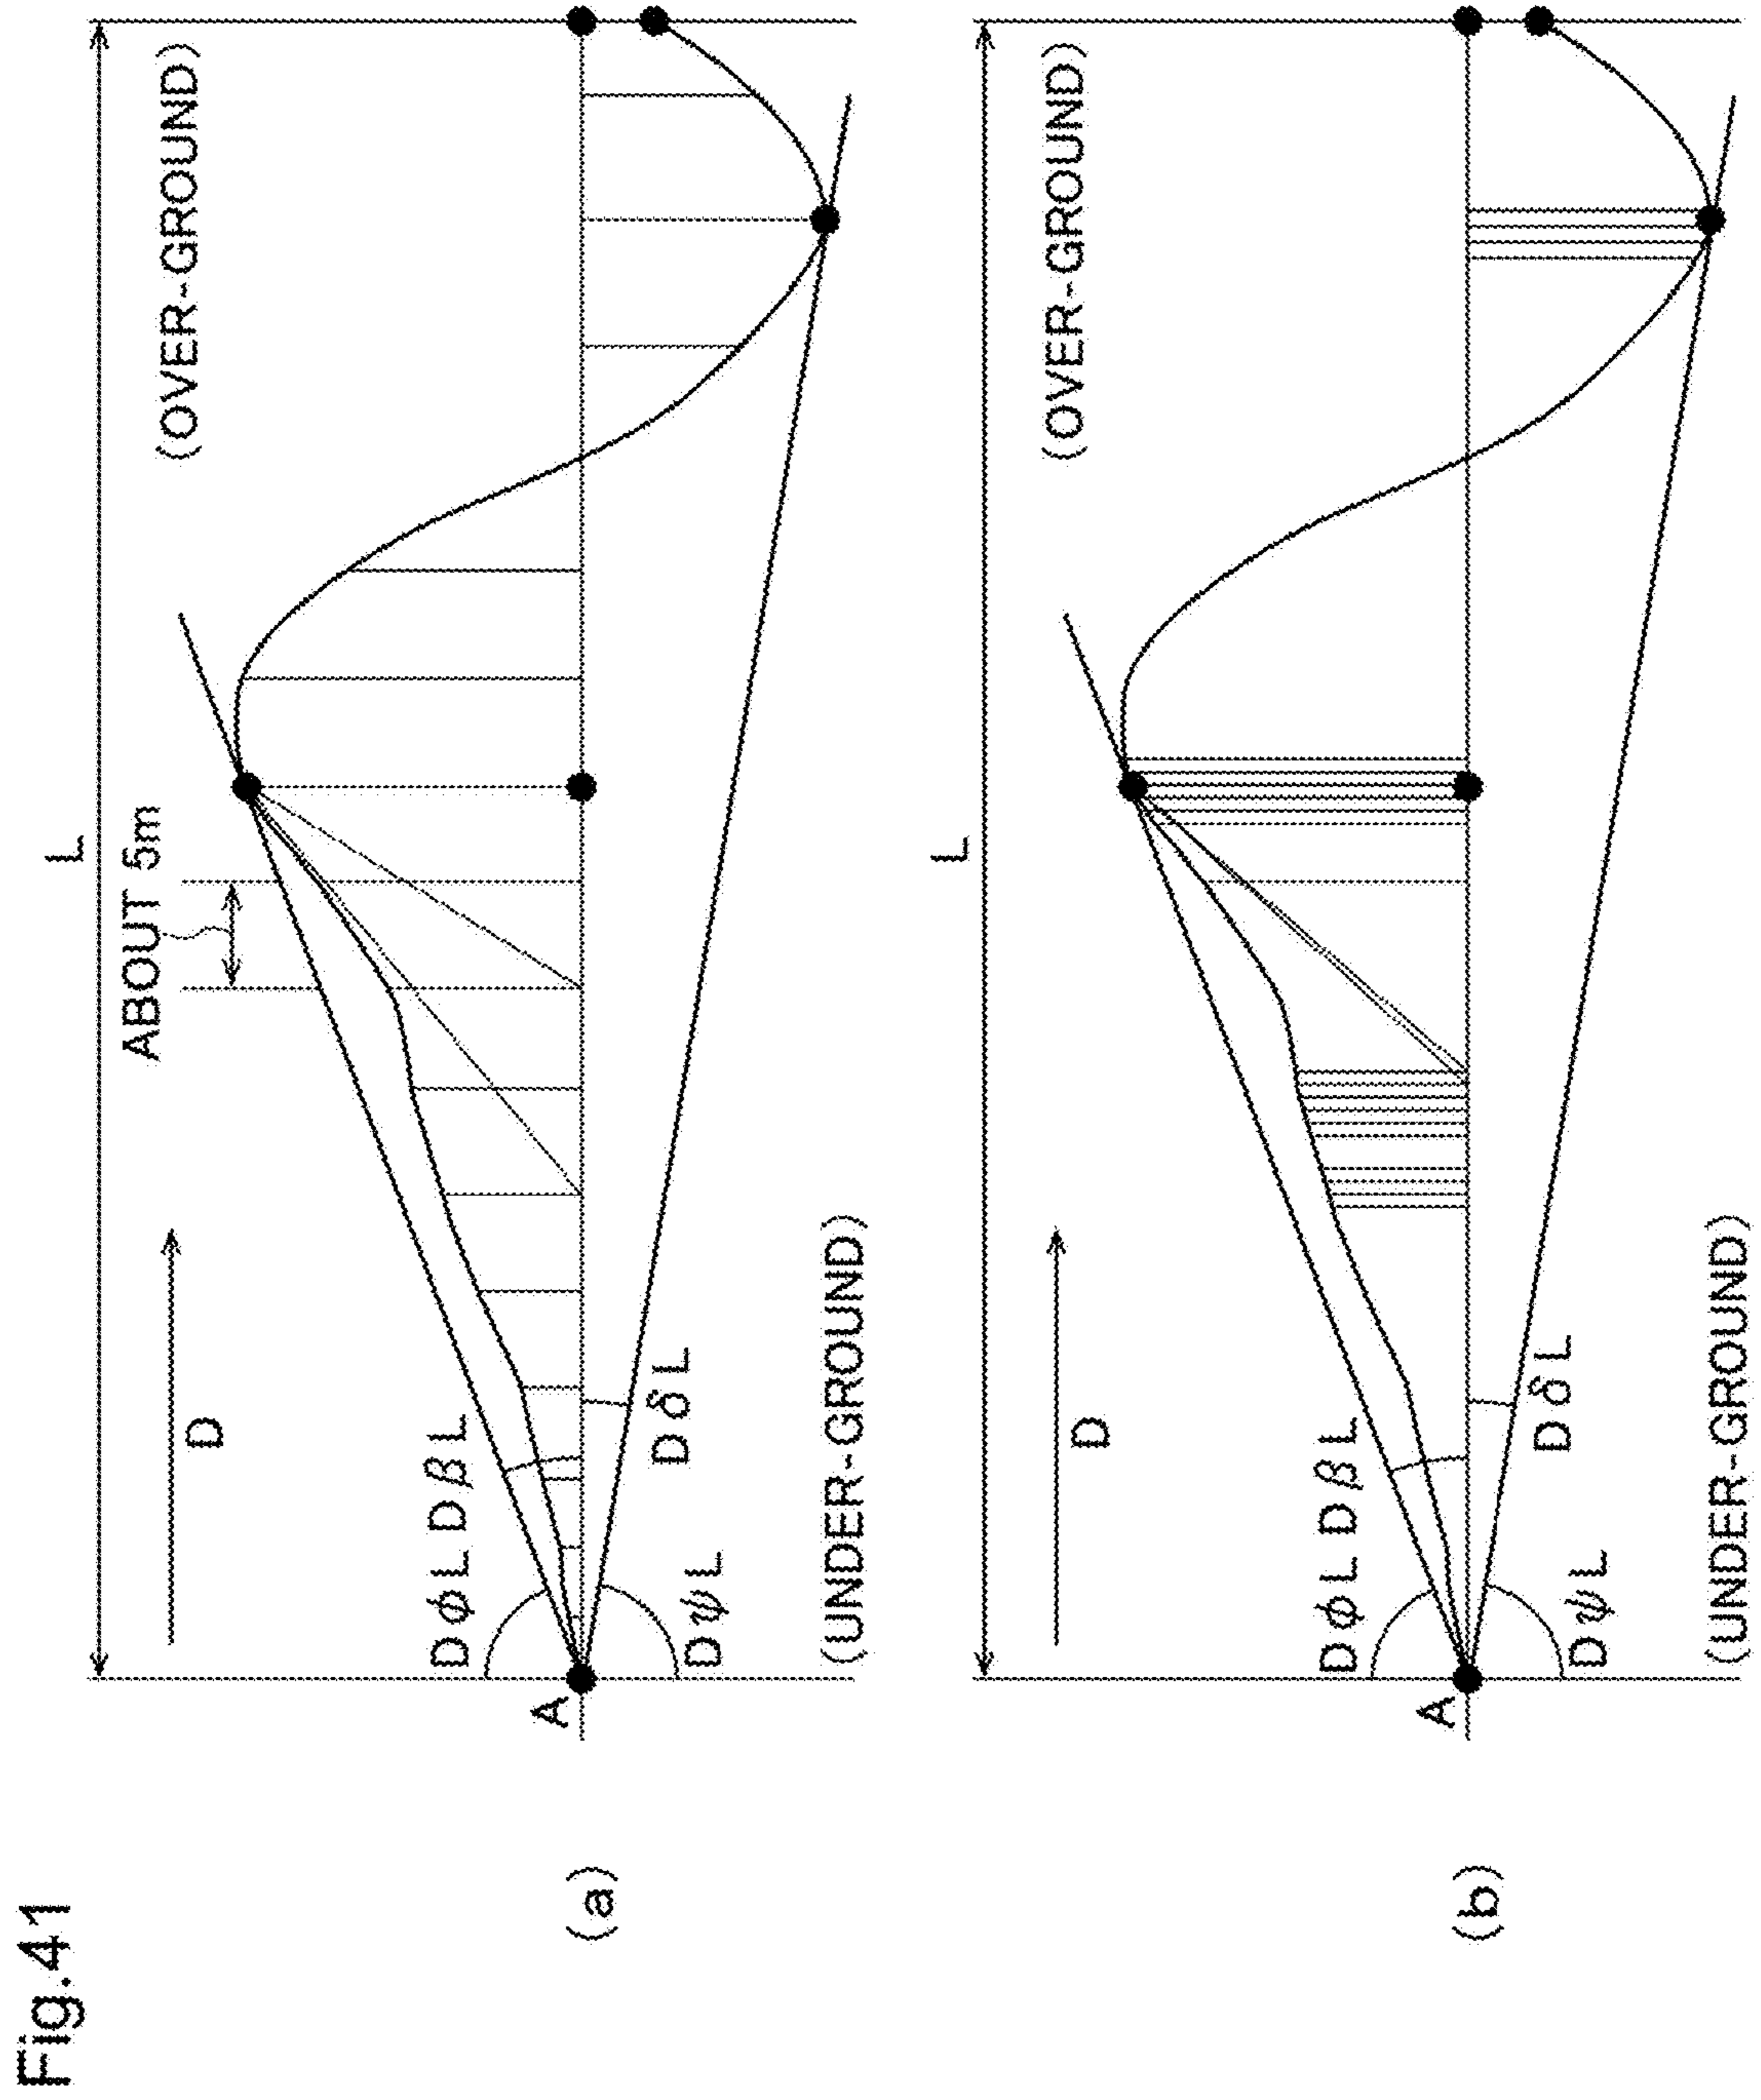 Fig.41
(a)
L
ABOUT 5m
(OVER-GROUND)
D
DϕL DβL
A
DψL
DδL
(UNDER-GROUND)
(b)
L
(OVER-GROUND)
D
DϕL DβL
A
DψL
DδL
(UNDER-GROUND)